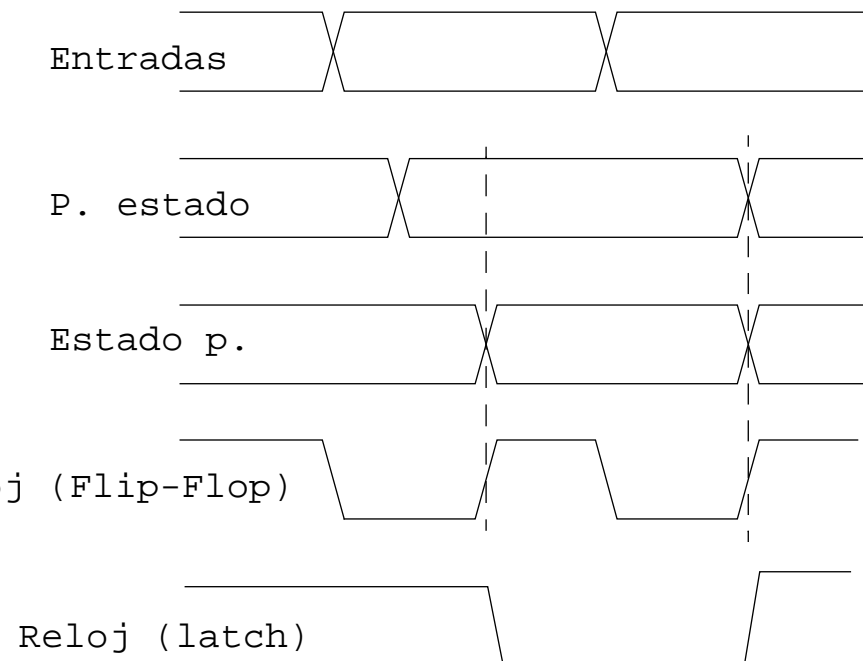 Entradas
P. estado
Estado p.
j (Flip-Flop)
Reloj (latch)